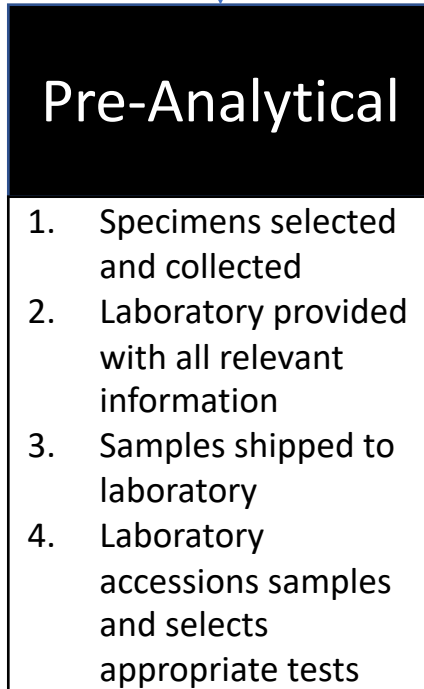 Pre-Analytical
1. Specimens selected
and collected
2. Laboratory provided
with all relevant
information
3. Samples shipped to
laboratory
4. Laboratory
accessions samples
and selects
appropriate tests